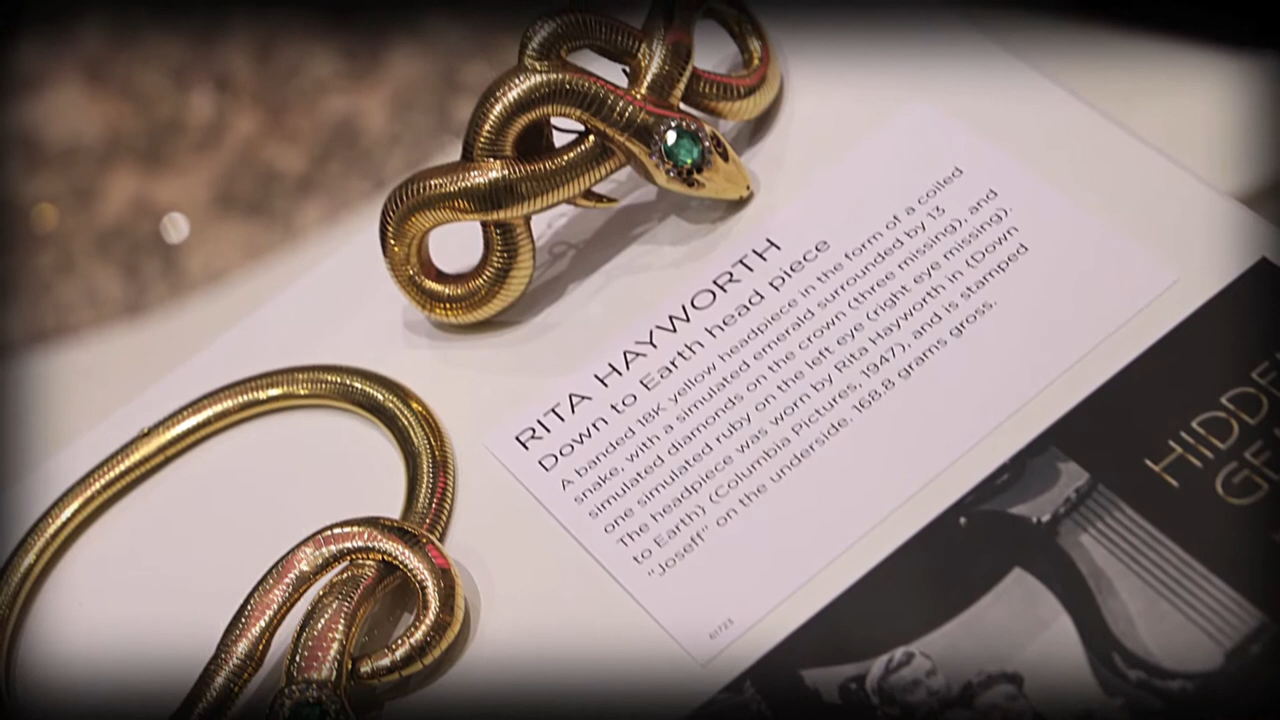 RITA HAYWORTH
Down to Earth head piece
A banded 18K yellow headpiece in the form of a coiled
snake, with a simulated emerald surrounded by 13
simulated diamonds on the crown (three missing), and
one simulated ruby on the left eye (right eye missing).
The headpiece was worn by Rita Hayworth in {Down
to Earth} (Columbia Pictures, 1947), and is stamped
"Joseff" on the underside. 168.8 grams gross.
61723